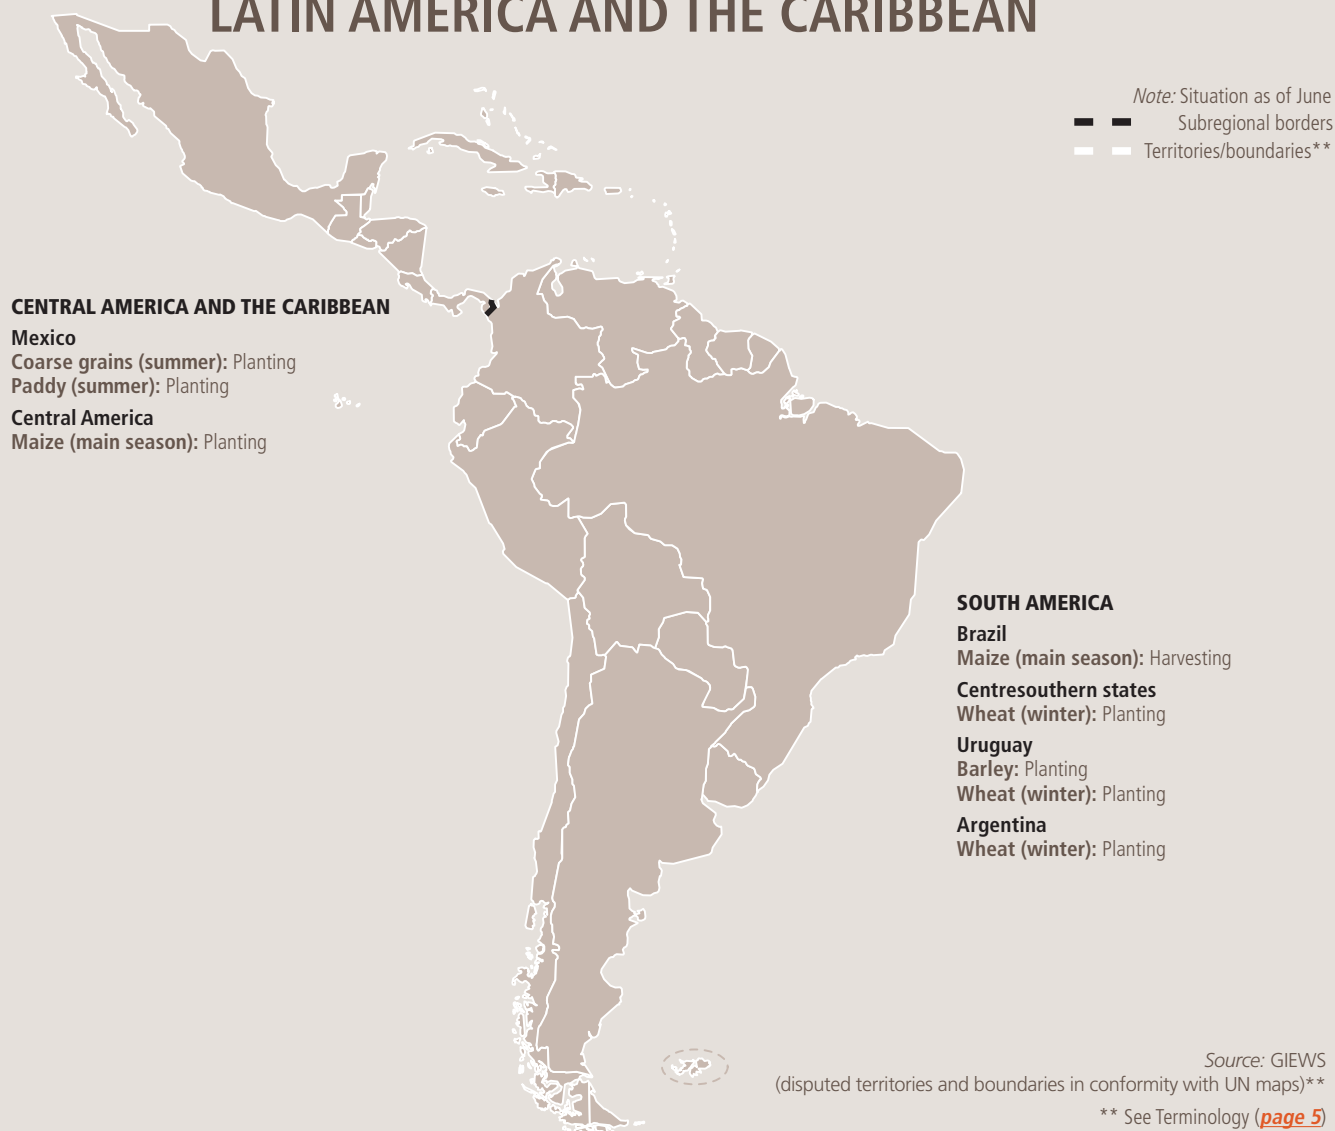 LATIN AMERICA AND THE CARIBBEAN
Note: Situation as of June
Subregional borders
Territories/boundaries**
CENTRAL AMERICA AND THE CARIBBEAN
Mexico
Coarse grains (summer): Planting
Paddy (summer): Planting
Central America
Maize (main season): Planting
SOUTH AMERICA
Brazil
Maize (main season): Harvesting
Centresouthern states
Wheat (winter): Planting
Uruguay
Barley: Planting
Wheat (winter): Planting
Argentina
Wheat (winter): Planting
Source: GIEWS
(disputed territories and boundaries in conformity with UN maps)**
** See Terminology (page 5)